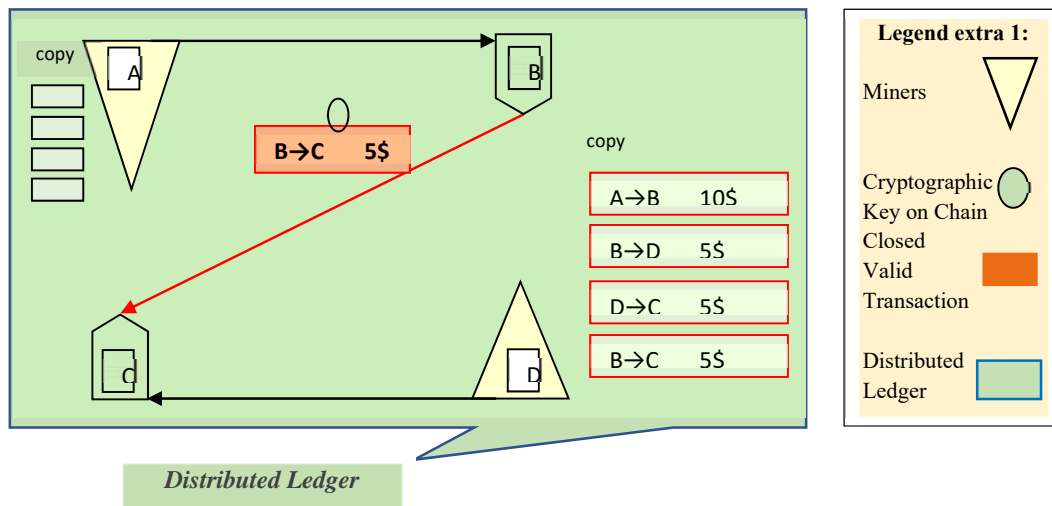 copy
A
B
B→C 5$
copy
A→B 10$
B→D 5$
D→C 5$
B→C 5$
C
D
Distributed Ledger
Legend extra 1:
Miners
Cryptographic
Key on Chain
Closed
Valid
Transaction
Distributed
Ledger